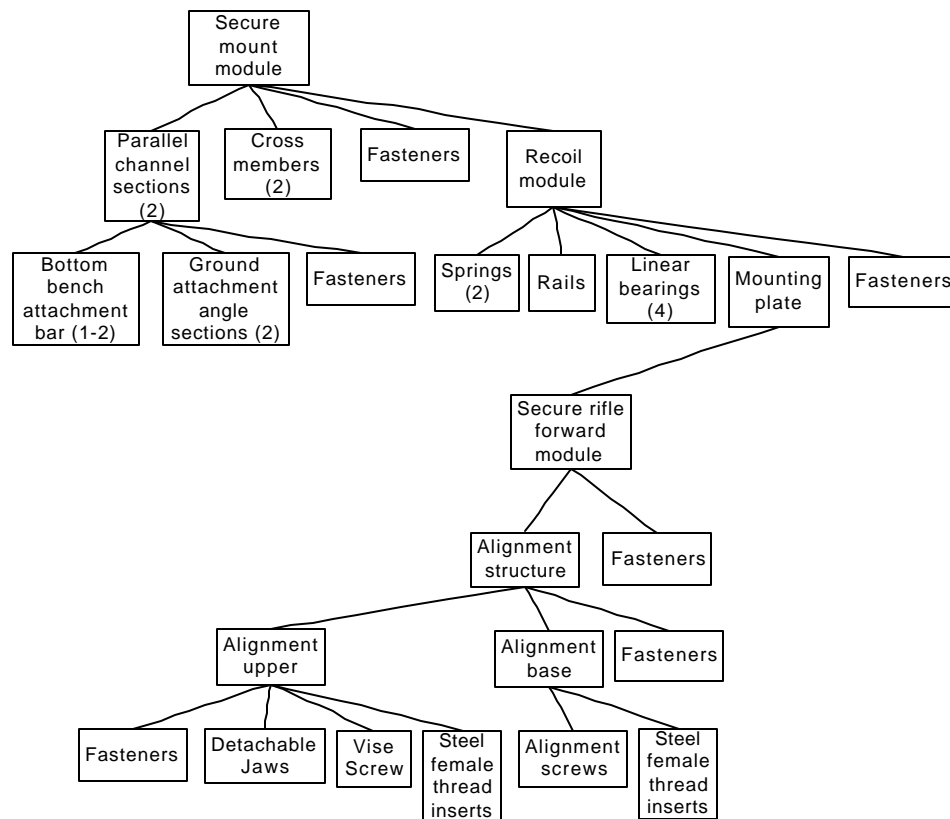 Secure
mount
module
Parallel
channel
sections
(2)
Cross
members
(2)
Fasteners
Recoil
module
Bottom
bench
attachment
bar (1-2)
Ground
attachment
angle
sections (2)
Fasteners
Springs
(2)
Rails
Linear
bearings
(4)
Mounting
plate
Fasteners
Secure rifle
forward
module
Alignment
structure
Fasteners
Alignment
upper
Alignment
base
Fasteners
Fasteners
Detachable
Jaws
Vise
Screw
Steel
female
thread
inserts
Alignment
screws
Steel
female
thread
inserts